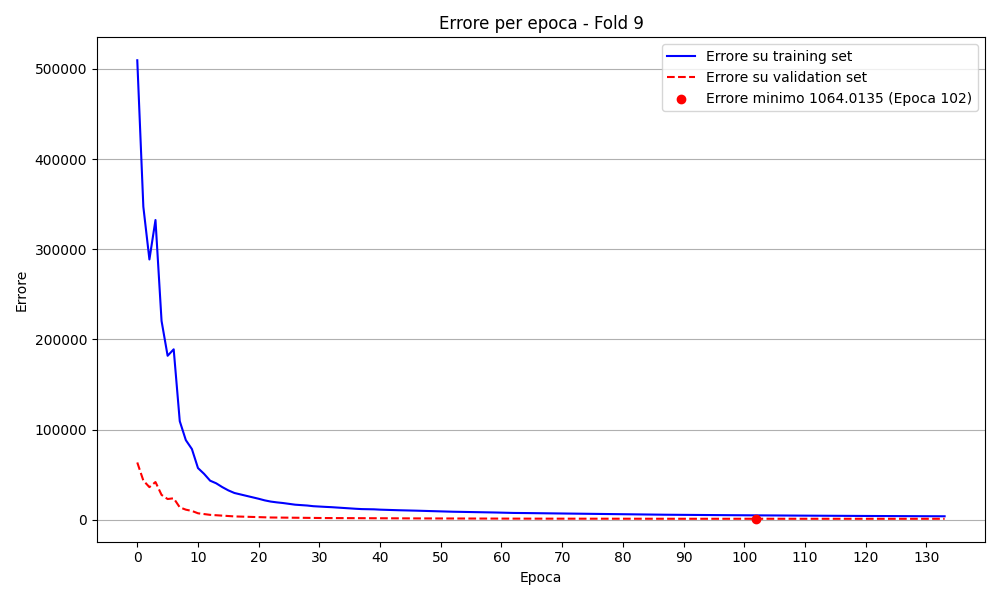 Errore per epoca - Fold 9
Errore su training set
Errore su validation set
Errore minimo 1064.0135 (Epoca 102)
Errore
500000
400000
300000
200000
100000
0
0 10 20 30 40 50 60 70 80 90 100 110 120 130
Epoca